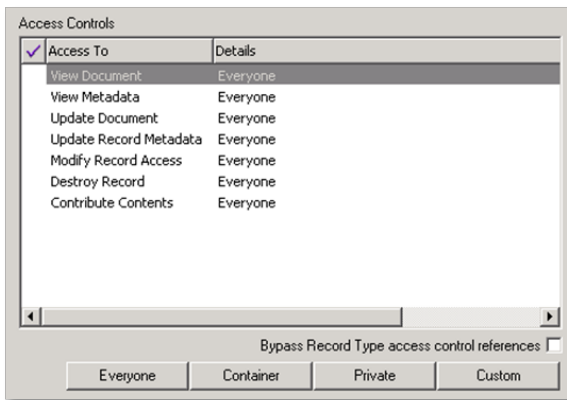 Access Controls
Access To Details
View Document Everyone
View Metadata Everyone
Update Document Everyone
Update Record Metadata Everyone
Modify Record Access Everyone
Destroy Record Everyone
Contribute Contents Everyone
Bypass Record Type access control references
Everyone Container Private Custom